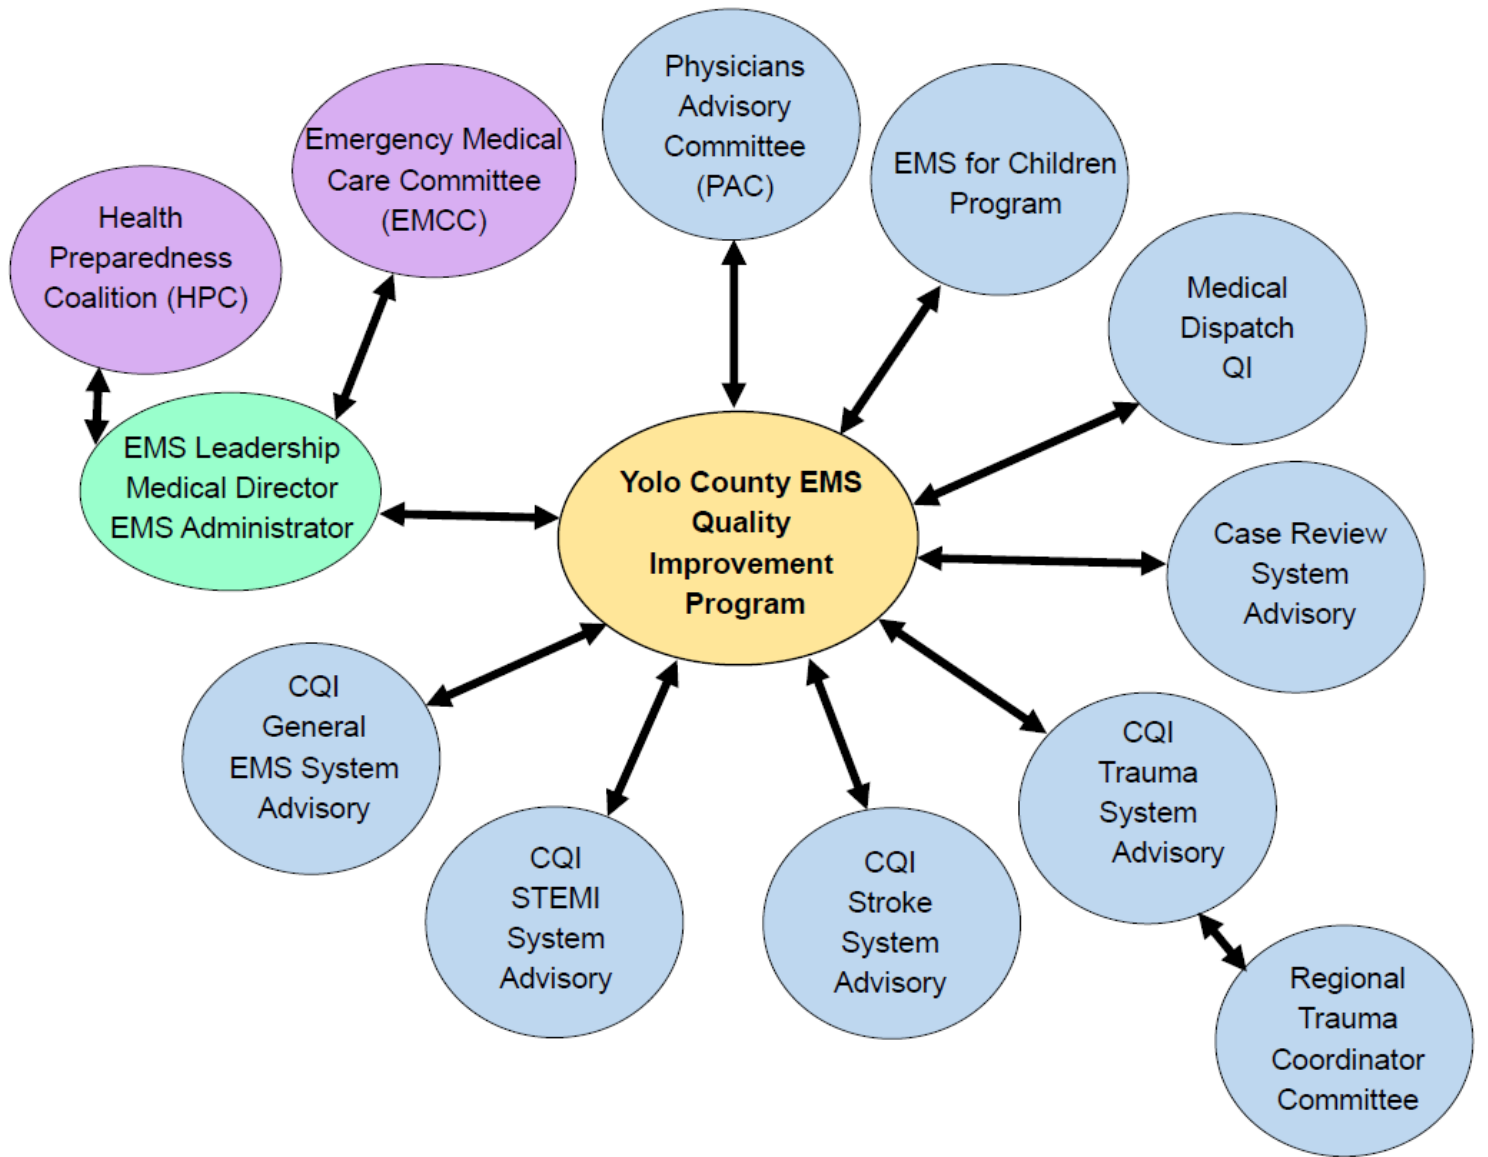 Physicians
Advisory
Committee
(PAC)
Emergency Medical
Care Committee
(EMCC)
EMS for Children
Program
Health
Preparedness
Coalition (HPC)
Medical
Dispatch
QI
EMS Leadership
Medical Director
EMS Administrator
Yolo County EMS
Quality
Improvement
Program
Case Review
System
Advisory
CQI
General
EMS System
Advisory
CQI
STEMI
System
Advisory
CQI
Stroke
System
Advisory
CQI
Trauma
System
Advisory
Regional
Trauma
Coordinator
Committee